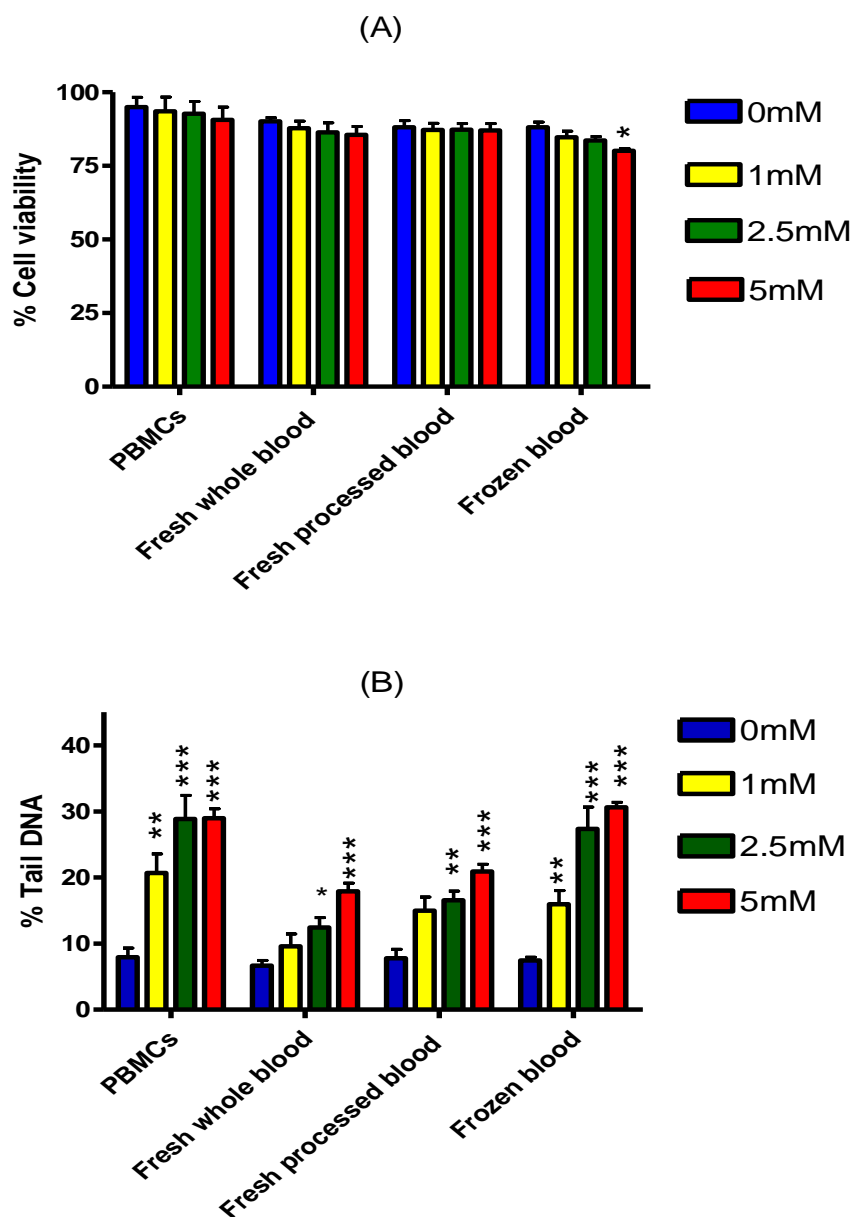 (A)
% Cell viability
100
75
50
25
0
*
PBMCs
Fresh whole blood
Fresh processed blood
Frozen blood
0mM
1mM
2.5mM
5mM
(B)
% Tail DNA
40
30
20
10
0
**
***
***
*
***
**
***
**
***
***
PBMCs
Fresh whole blood
Fresh processed blood
Frozen blood
0mM
1mM
2.5mM
5mM